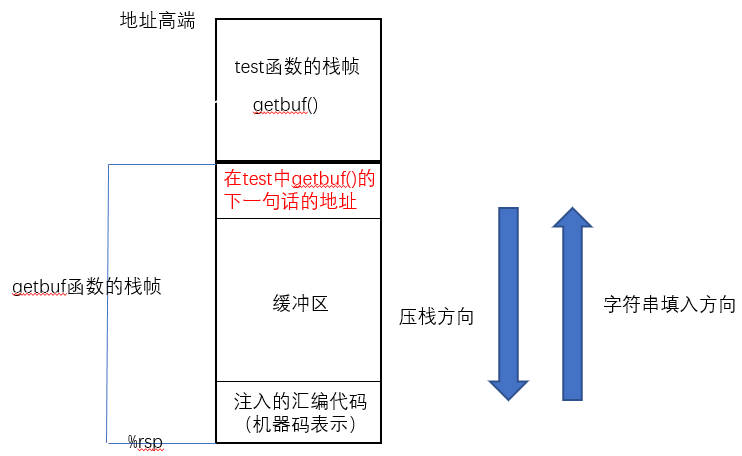 地址高端
test函数的栈帧
getbuf()
在test中getbuf()的
下一句话的地址
getbuf函数的栈帧
缓冲区
压栈方向
字符串填入方向
注入的汇编代码
（机器码表示）
%rsp